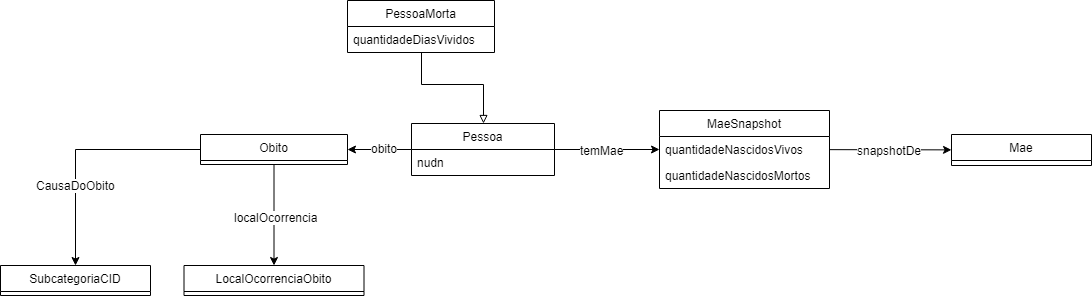 PessoaMorta
quantidadeDiasVividos
Pessoa
nudn
MaeSnapshot
quantidadeNascidosVivos
quantidadeNascidosMortos
Mae
Obito
obito
temMae
snapshotDe
CausaDoObito
localOcorrencia
SubcategoriaCID
LocalOcorrenciaObito